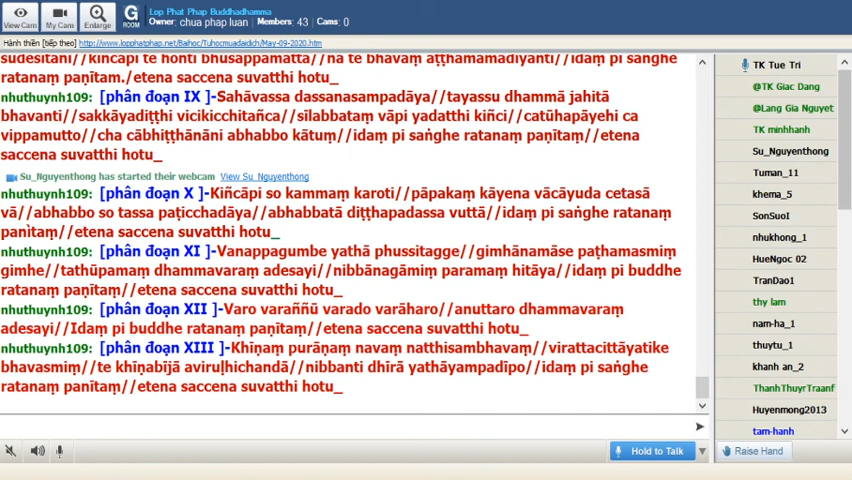 View Cam
My Cam
Enlarge
G
ROOM
Lop Phat Phap Buddhadhamma
Owner: chua phap luan   Members: 43   Cams: 0
Hành thiền [tiếp theo] http://www.lopphatphap.net/Baihoc/Tuhocmuadaidich/May-09-2020.htm
sudesitāni//kiñcāpi te honti bhusappamattā//na te bhavaṃ aṭṭhamamādiyanti//idaṃ pi saṅghe
ratanaṃ paṇītaṃ./etena saccena suvatthi hotu_
nhuthuynh109: [phân đoạn IX ]-Sahāvassa dassanasampadāya//tayassu dhammā jahitā
bhavanti//sakkāyadiṭṭhi vicikicchitañca//sīlabbataṃ vāpi yadatthi kiñci//catūhapāyehi ca
vippamutto//cha cābhiṭhānāni abhabbo kātuṃ//idaṃ pi saṅghe ratanaṃ paṇītaṃ//etena
saccena suvatthi hotu_
Su_Nguyenthong has started their webcam   View Su_Nguyenthong
nhuthuynh109: [phân đoạn X ]-Kiñcāpi so kammaṃ karoti//pāpakaṃ kāyena vācāyuda cetasā
vā//abhabbo so tassa paṭicchadāya//abhabbatā diṭṭhapadassa vuttā//idaṃ pi saṅghe ratanaṃ
paṇītaṃ//etena saccena suvatthi hotu_
nhuthuynh109: [phân đoạn XI ]-Vanappagumbe yathā phussitagge//gimhānamāse paṭhamasmiṃ
gimhe//tathūpamaṃ dhammavaraṃ adesayi//nibbānagāmiṃ paramaṃ hitāya//idaṃ pi buddhe
ratanaṃ paṇītaṃ//etena saccena suvatthi hotu_
nhuthuynh109: [phân đoạn XII ]-Varo varaññū varado varāharo//anuttaro dhammavaraṃ
adesayi//Idaṃ pi buddhe ratanaṃ paṇītaṃ//etena saccena suvatthi hotu_
nhuthuynh109: [phân đoạn XIII ]-Khīṇaṃ purāṇaṃ navaṃ natthisambhavaṃ//virattacittāyatike
bhavasmiṃ//te khīṇabījā aviruḷhichandā//nibbanti dhīrā yathāyampadīpo//idaṃ pi saṅghe
ratanaṃ paṇītaṃ//etena saccena suvatthi hotu_
Hold to Talk
TK Tue Tri
@TK Giac Dang
@Lang Gia Nguyet
TK minhhanh
Su_Nguyenthong
Tuman_11
khema_5
SonSuoI
nhukhong_1
HueNgoc 02
TranDao1
thy lam
nam-ha_1
thuytu_1
khanh an_2
ThanhThuyrTraanf
Huyenmong2013
tam-hanh
Raise Hand